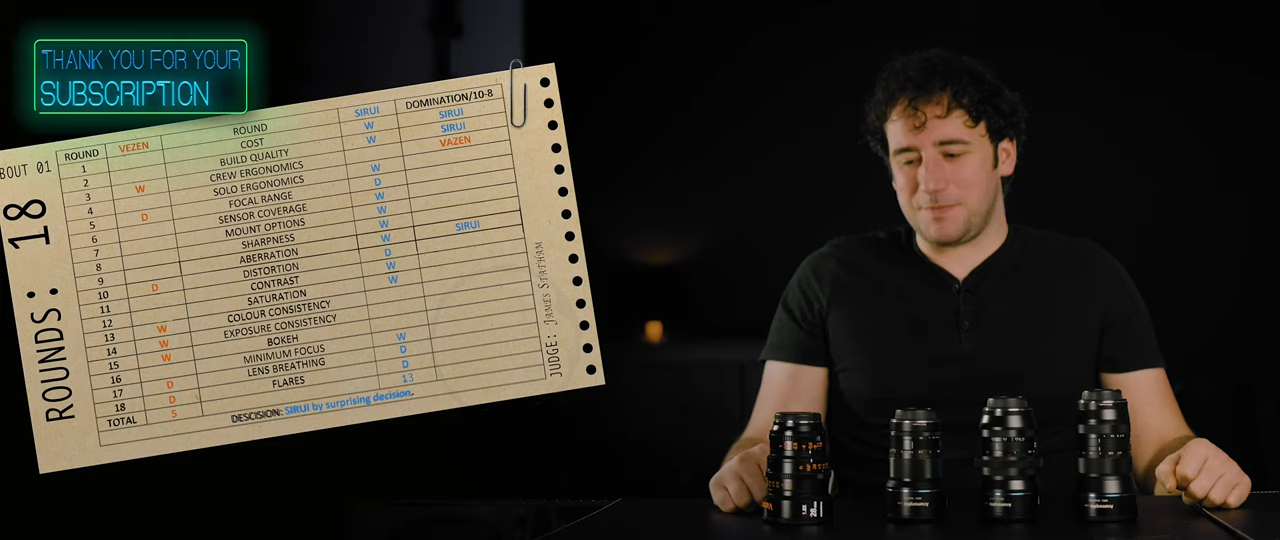 THANK YOU FOR YOUR
SUBSCRIPTION
BOUT 01
ROUNDS: 18
ROUND VEZEN ROUND SIRUI DOMINATION/10-8
1 COST W SIRUI
2 BUILD QUALITY W SIRUI
3 W CREW ERGONOMICS VAZEN
4 SOLO ERGONOMICS W
5 D FOCAL RANGE D
6 SENSOR COVERAGE W
7 MOUNT OPTIONS W
8 SHARPNESS W
9 ABERRATION W SIRUI
10 D DISTORTION D
11 CONTRAST W
12 SATURATION W
13 W COLOUR CONSISTENCY
14 W EXPOSURE CONSISTENCY
15 W BOKEH
16 MINIMUM FOCUS W
17 D LENS BREATHING D
18 D FLARES D
TOTAL 5 13
DESCISION: SIRUI by surprising decision.
JUDGE: JAMES STATHAM